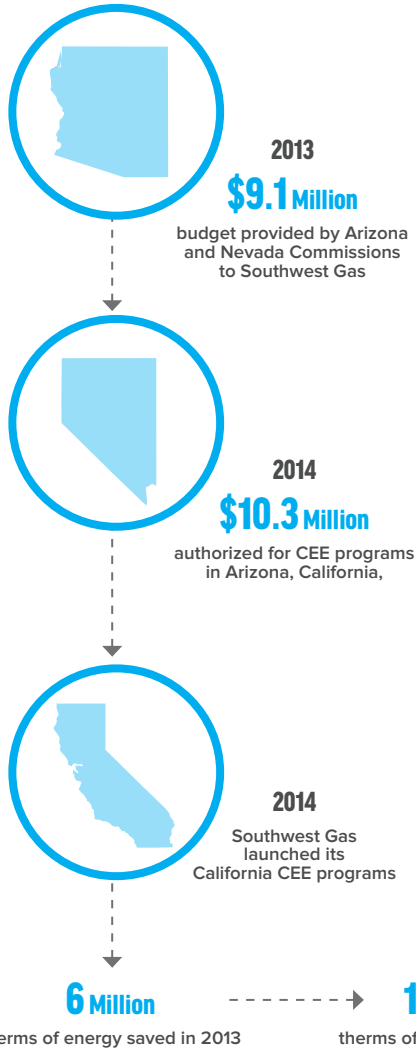 2013
$9.1 Million
budget provided by Arizona
and Nevada Commissions
to Southwest Gas
2014
$10.3 Million
authorized for CEE programs
in Arizona, California,
2014
Southwest Gas
launched its
California CEE programs
6 Million
erms of energy saved in 2013
1
therms of